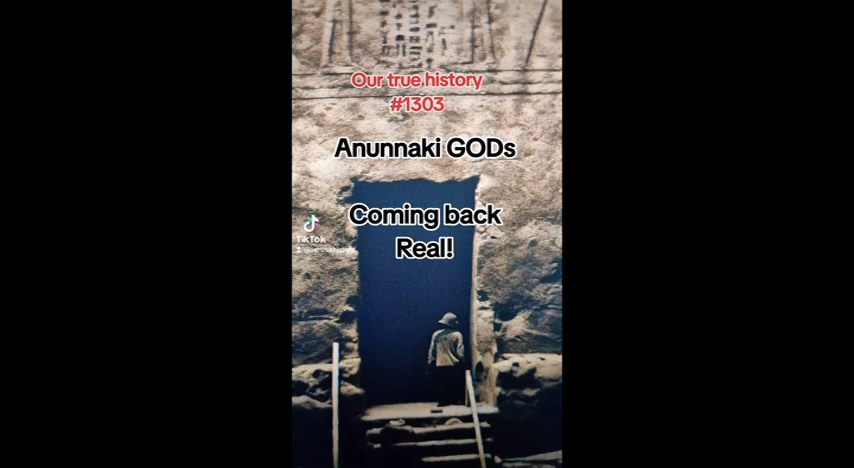 Our true history
#1303
Anunnaki GODs
Coming back
Real!
TikTok